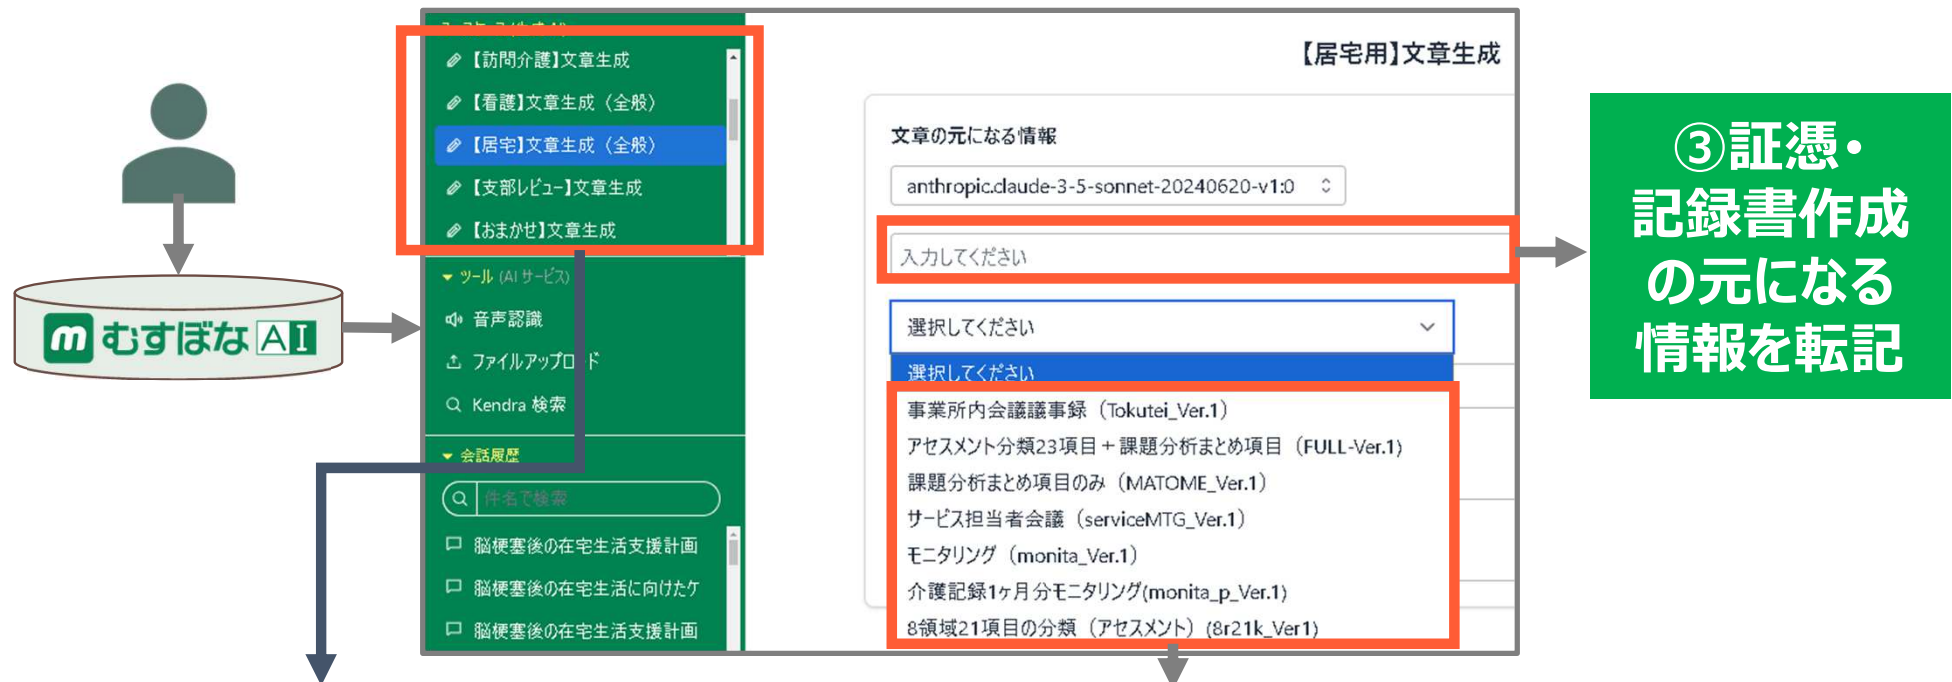 【訪問介護】文章生成
【看護】文章生成（全般）
【居宅】文章生成（全般）
【支部レビュー】文章生成
【おまかせ】文章生成
▼ ツール (AI サービス)
音声認識
ファイルアップロード
Kendra 検索
▼ 会話履歴
件名で検索
脳梗塞後の在宅生活支援計画
脳梗塞後の在宅生活に向けたケ
脳梗塞後の在宅生活支援計画
m むすぼな AI
【居宅用】文章生成
文章の元になる情報
anthropic.claude-3-5-sonnet-20240620-v1:0
入力してください
選択してください
選択してください
事業所内会議議事録（Tokutei_Ver.1）
アセスメント分類23項目＋課題分析まとめ項目（FULL-Ver.1)
課題分析まとめ項目のみ（MATOME_Ver.1）
サービス担当者会議（serviceMTG_Ver.1）
モニタリング（monita_Ver.1）
介護記録1ヶ月分モニタリング(monita_p_Ver.1)
8領域21項目の分類（アセスメント）(8r21k_Ver1)
③証憑・
記録書作成
の元になる
情報を転記